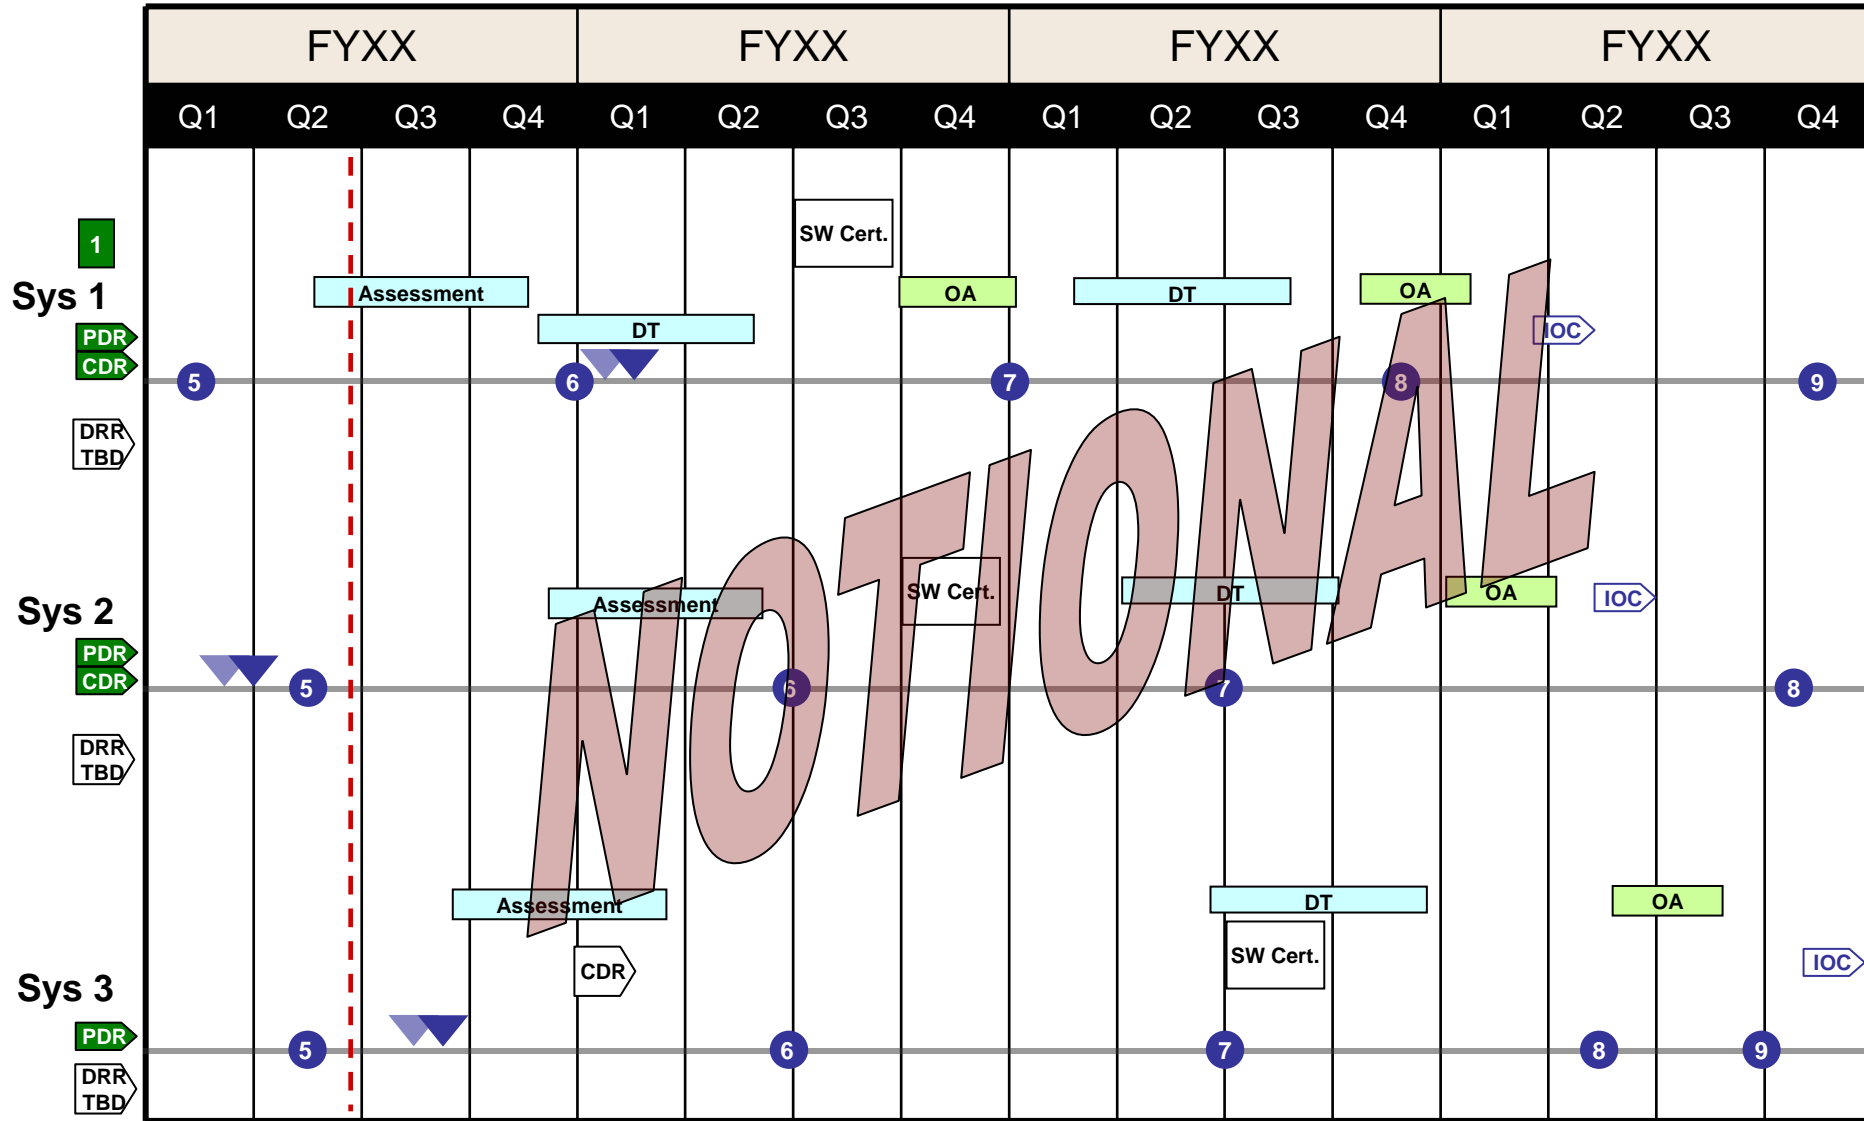 FYXX FYXX FYXX FYXX
Q1 Q2 Q3 Q4 Q1 Q2 Q3 Q4 Q1 Q2 Q3 Q4 Q1 Q2 Q3 Q4
1
SW Cert.
Sys 1
Assessment OA DT OA
PDR DT IOC
CDR
5 6 7 8 9
DRR
TBD
NOTIONAL
SW Cert.
Sys 2
Assessment DT OA IOC
PDR
CDR
5 6 7 8
DRR
TBD
Assessment DT OA
CDR SW Cert. IOC
Sys 3
PDR
5 6 7 8 9
DRR
TBD